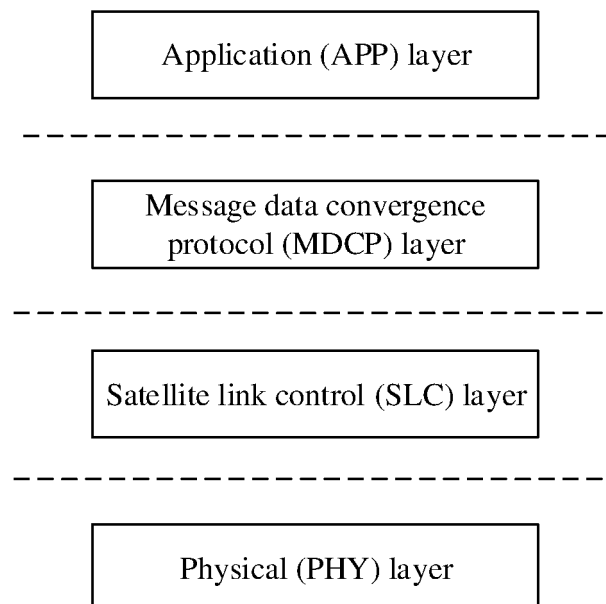 Application (APP) layer
Message data convergence
protocol (MDCP) layer
Satellite link control (SLC) layer
Physical (PHY) layer